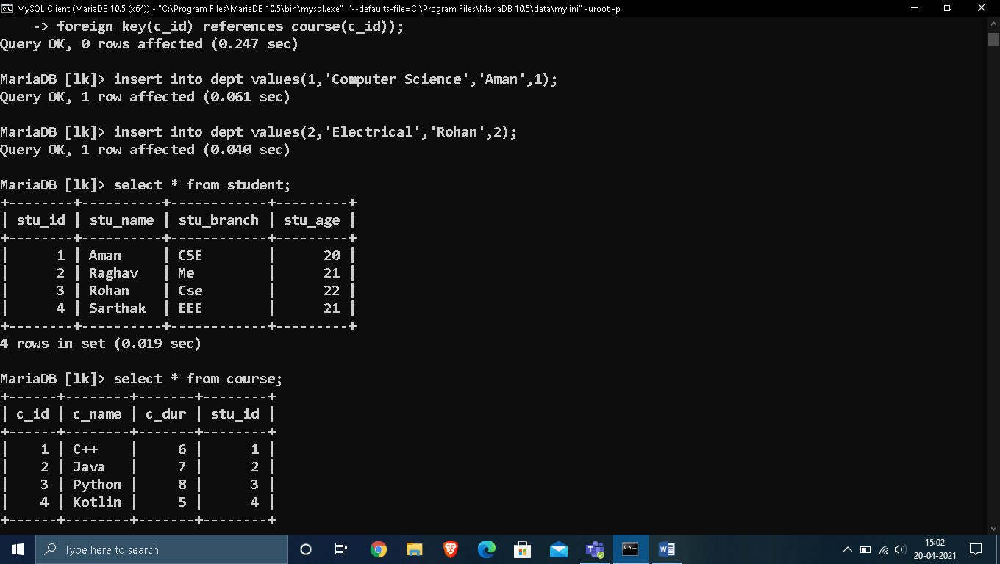 MySQL Client (MariaDB 10.5 (x64)) - "C:\Program Files\MariaDB 10.5\bin\mysql.exe"  "--defaults-file=C:\Program Files\MariaDB 10.5\data\my.ini" -uroot -p
    -> foreign key(c_id) references course(c_id));
Query OK, 0 rows affected (0.247 sec)

MariaDB [lk]> insert into dept values(1,'Computer Science','Aman',1);
Query OK, 1 row affected (0.061 sec)

MariaDB [lk]> insert into dept values(2,'Electrical','Rohan',2);
Query OK, 1 row affected (0.040 sec)

MariaDB [lk]> select * from student;
+--------+----------+------------+---------+
| stu_id | stu_name | stu_branch | stu_age |
+--------+----------+------------+---------+
|      1 | Aman     | CSE        |      20 |
|      2 | Raghav   | Me         |      21 |
|      3 | Rohan    | Cse        |      22 |
|      4 | Sarthak  | EEE        |      21 |
+--------+----------+------------+---------+
4 rows in set (0.019 sec)

MariaDB [lk]> select * from course;
+------+--------+-------+--------+
| c_id | c_name | c_dur | stu_id |
+------+--------+-------+--------+
|    1 | C++    |     6 |      1 |
|    2 | Java   |     7 |      2 |
|    3 | Python |     8 |      3 |
|    4 | Kotlin |     5 |      4 |
+------+--------+-------+--------+
Type here to search
15:02
20-04-2021